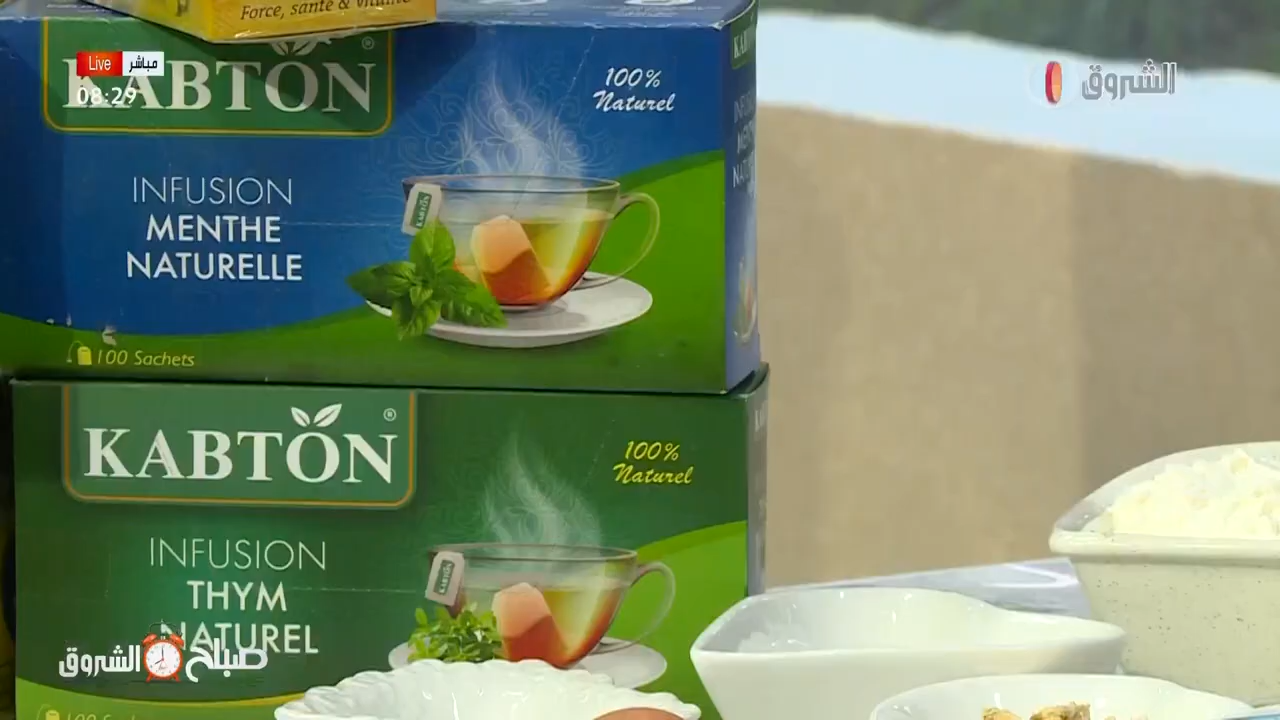 Force, santé & vitalité
Live مباشر
KABTON
®
08:29
100%
Naturel
الشروق
INFUSION
MENTHE
NATURELLE
100 Sachets
KABTON
®
100%
Naturel
INFUSION
THYM
NATUREL
صباح الشروق